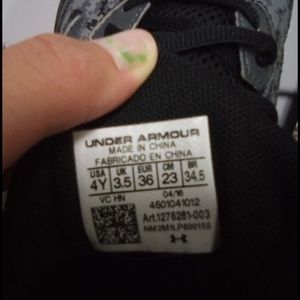 UNDER ARMOUR
MADE IN CHINA
FABRICADO EN CHINA
USA UK EUR CM BR
4Y 3.5 36 23 34.5
VC HN 04/16
4501041012
Art.1276281-003
NM2M1LP600155